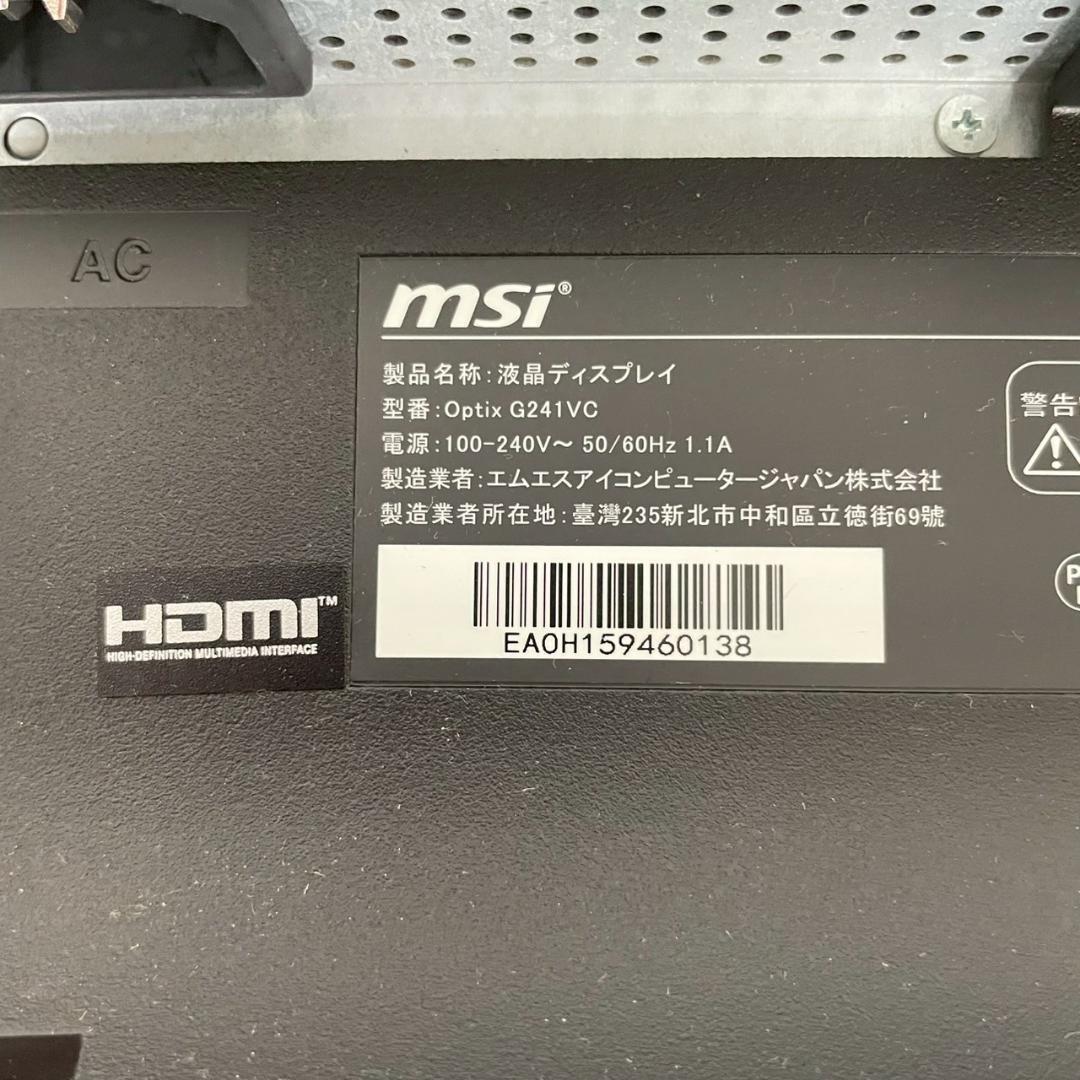 AC
msi®
製品名称:液晶ディスプレイ
型番:Optix G241VC
電源:100-240V～ 50/60Hz 1.1A
製造業者:エムエスアイコンピュータージャパン株式会社
製造業者所在地:臺灣235新北市中和區立徳街69號
警告
EA0H159460138
HDMI™
HIGH-DEFINITION MULTIMEDIA INTERFACE